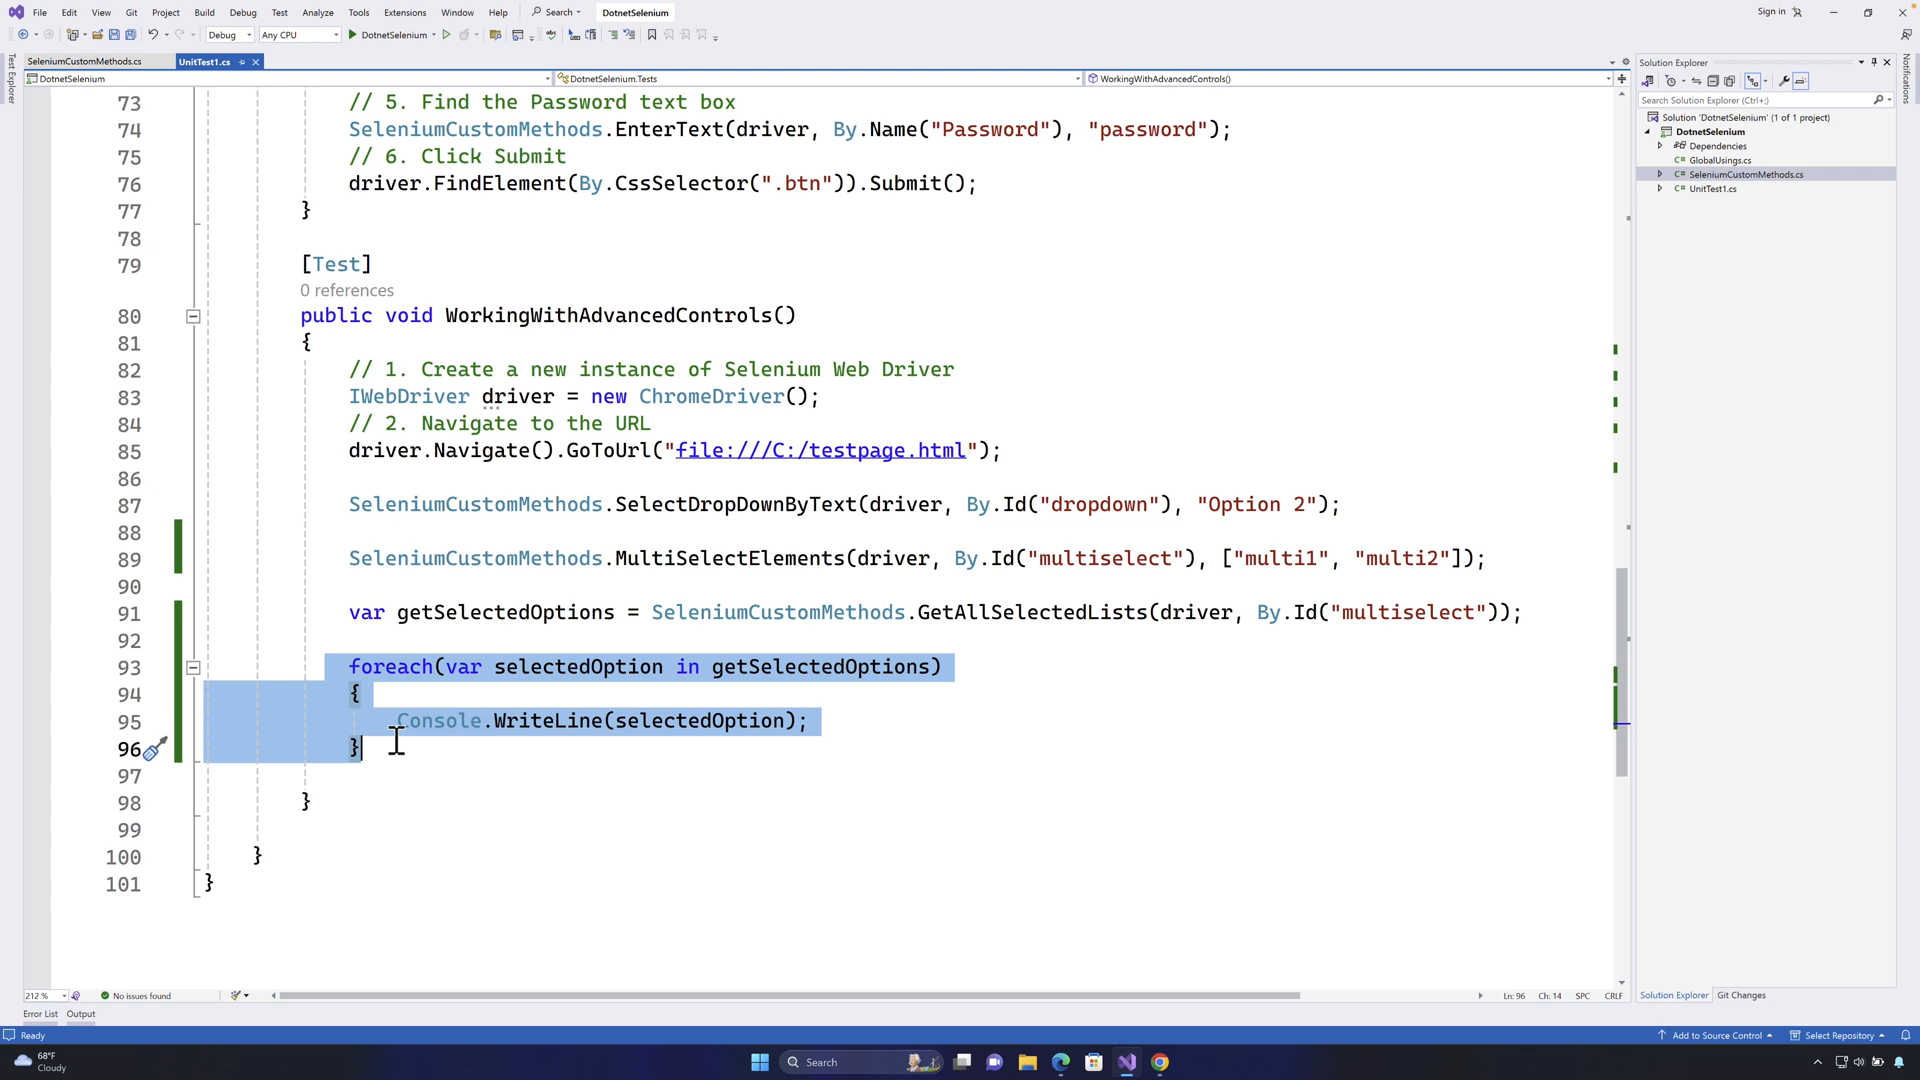 File Edit View Git Project Build Debug Test Analyze Tools Extensions Window Help Search DotnetSelenium Sign in
Debug Any CPU DotnetSelenium
SeleniumCustomMethods.cs UnitTest1.cs
DotnetSelenium DotnetSelenium.Tests WorkingWithAdvancedControls()
Test Explorer
73 // 5. Find the Password text box
74 SeleniumCustomMethods.EnterText(driver, By.Name("Password"), "password");
75 // 6. Click Submit
76 driver.FindElement(By.CssSelector(".btn")).Submit();
77 }
78
79 [Test]
0 references
80 public void WorkingWithAdvancedControls()
81 {
82 // 1. Create a new instance of Selenium Web Driver
83 IWebDriver driver = new ChromeDriver();
84 // 2. Navigate to the URL
85 driver.Navigate().GoToUrl("file:///C:/testpage.html");
86
87 SeleniumCustomMethods.SelectDropDownByText(driver, By.Id("dropdown"), "Option 2");
88
89 SeleniumCustomMethods.MultiSelectElements(driver, By.Id("multiselect"), ["multi1", "multi2"]);
90
91 var getSelectedOptions = SeleniumCustomMethods.GetAllSelectedLists(driver, By.Id("multiselect"));
92
93 foreach(var selectedOption in getSelectedOptions)
94 {
95 Console.WriteLine(selectedOption);
96 }
97
98 }
99
100 }
101 }
212 % No issues found Ln: 96 Ch: 14 SPC CRLF
Error List Output
Solution Explorer
Search Solution Explorer (Ctrl+;)
Solution 'DotnetSelenium' (1 of 1 project)
DotnetSelenium
Dependencies
C# GlobalUsings.cs
C# SeleniumCustomMethods.cs
C# UnitTest1.cs
Solution Explorer Git Changes
Notifications
Ready Add to Source Control Select Repository
68°F
Cloudy
Search